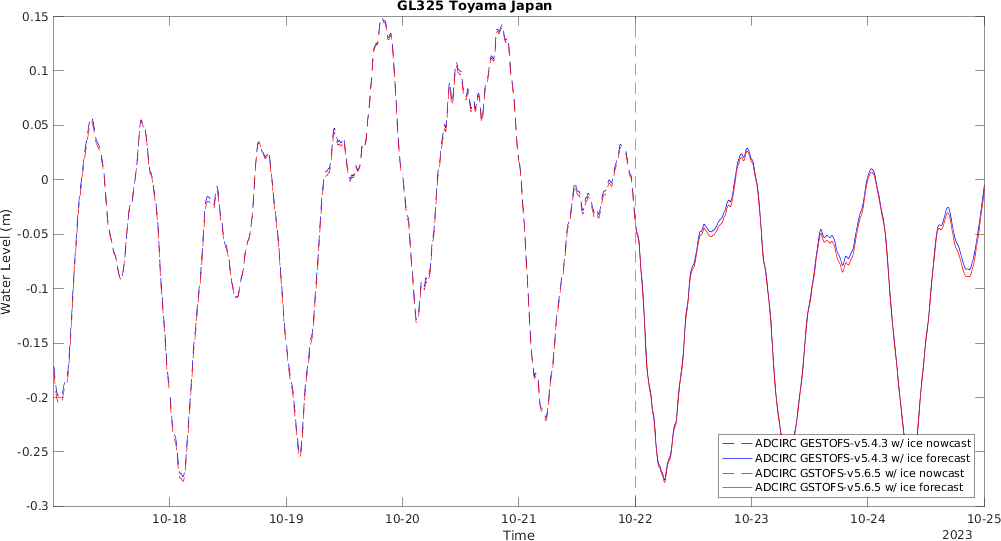 GL325 Toyama Japan
0.15
0.1
0.05
0
-0.05
-0.1
-0.15
-0.2
-0.25
-0.3
Water Level (m)
ADCIRC GESTOFS-v5.4.3 w/ ice nowcast
ADCIRC GESTOFS-v5.4.3 w/ ice forecast
ADCIRC GSTOFS-v5.6.5 w/ ice nowcast
ADCIRC GSTOFS-v5.6.5 w/ ice forecast
10-18 10-19 10-20 10-21 10-22 10-23 10-24 10-25
Time
2023